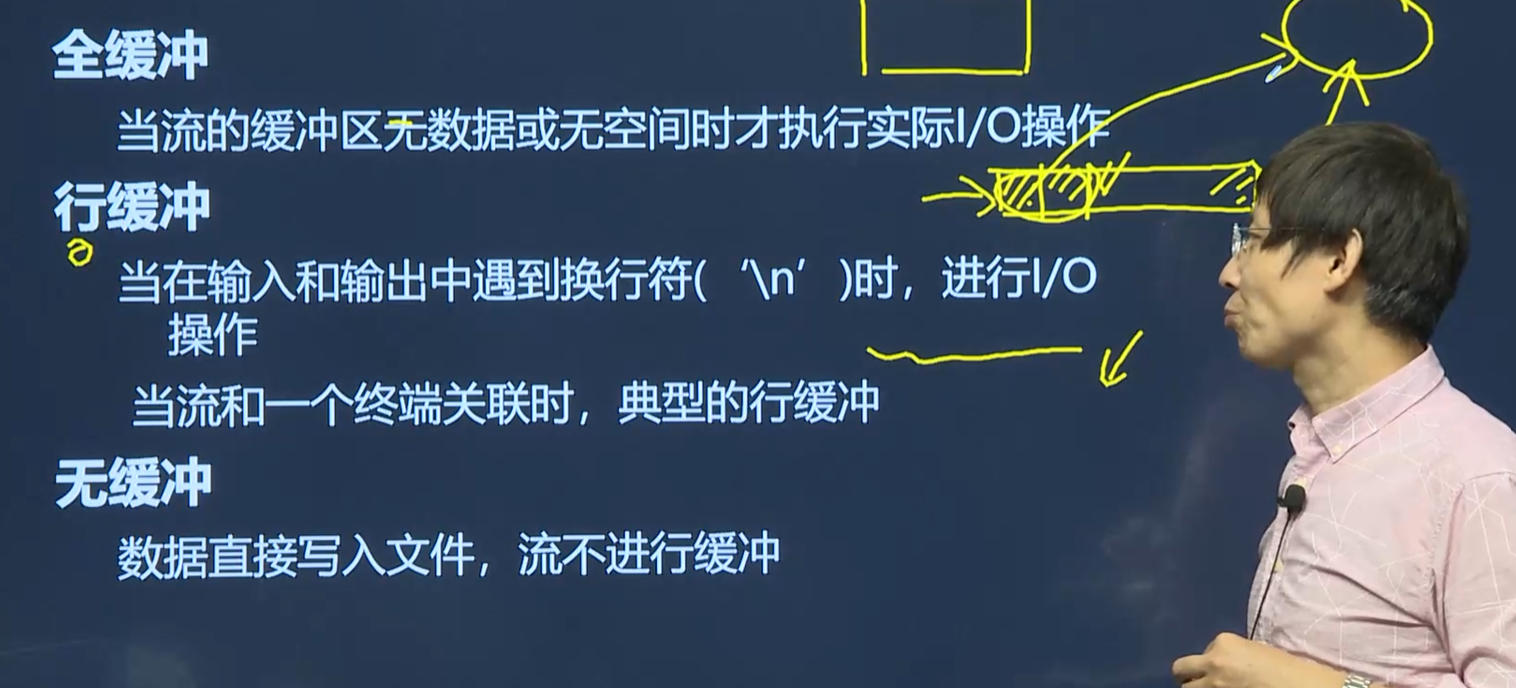 全缓冲
当流的缓冲区无数据或无空间时才执行实际I/O操作
行缓冲
当在输入和输出中遇到换行符(‘\n’)时，进行I/O
操作
当流和一个终端关联时，典型的行缓冲
无缓冲
数据直接写入文件，流不进行缓冲